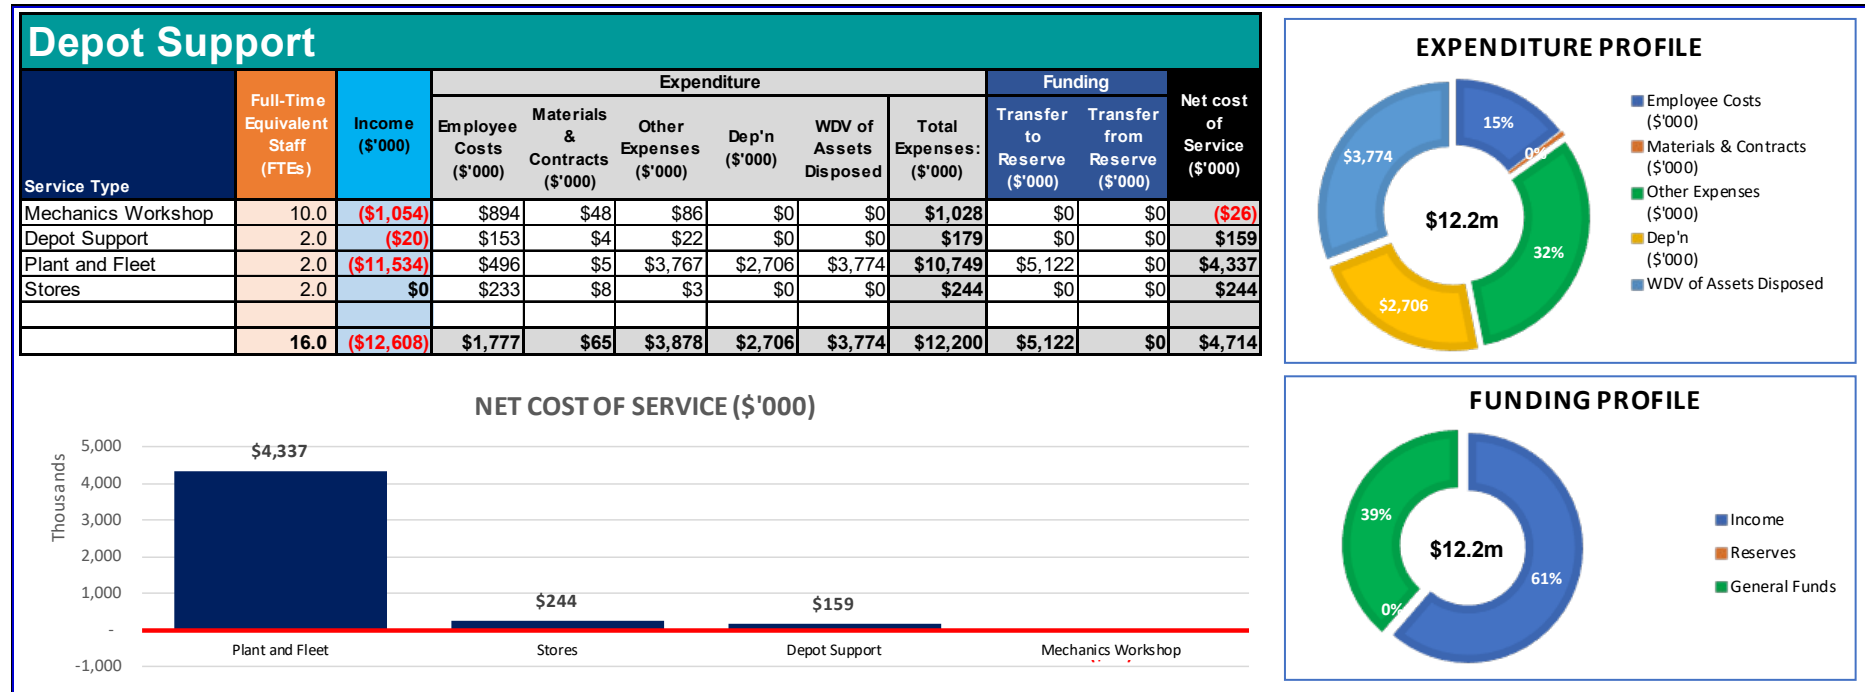 Depot Support
Service Type Full-Time Equivalent Staff (FTEs) Income ($'000) Expenditure Funding Net cost of Service ($'000)
Employee Costs ($'000) Materials & Contracts ($'000) Other Expenses ($'000) Dep'n ($'000) WDV of Assets Disposed Total Expenses: ($'000) Transfer to Reserve ($'000) Transfer from Reserve ($'000)
Mechanics Workshop 10.0 ($1,054) $894 $48 $86 $0 $0 $1,028 $0 $0 ($26)
Depot Support 2.0 ($20) $153 $4 $22 $0 $0 $179 $0 $0 $159
Plant and Fleet 2.0 ($11,534) $496 $5 $3,767 $2,706 $3,774 $10,749 $5,122 $0 $4,337
Stores 2.0 $0 $233 $8 $3 $0 $0 $244 $0 $0 $244
16.0 ($12,608) $1,777 $65 $3,878 $2,706 $3,774 $12,200 $5,122 $0 $4,714
EXPENDITURE PROFILE
15%
0%
32%
$2,706
$3,774
$12.2m
Employee Costs
($'000)
Materials & Contracts
($'000)
Other Expenses
($'000)
Dep'n
($'000)
WDV of Assets Disposed
NET COST OF SERVICE ($'000)
Thousands
5,000
4,000
3,000
2,000
1,000
-
-1,000
$4,337
$244
$159
Plant and Fleet
Stores
Depot Support
Mechanics Workshop
FUNDING PROFILE
39%
0%
61%
$12.2m
Income
Reserves
General Funds